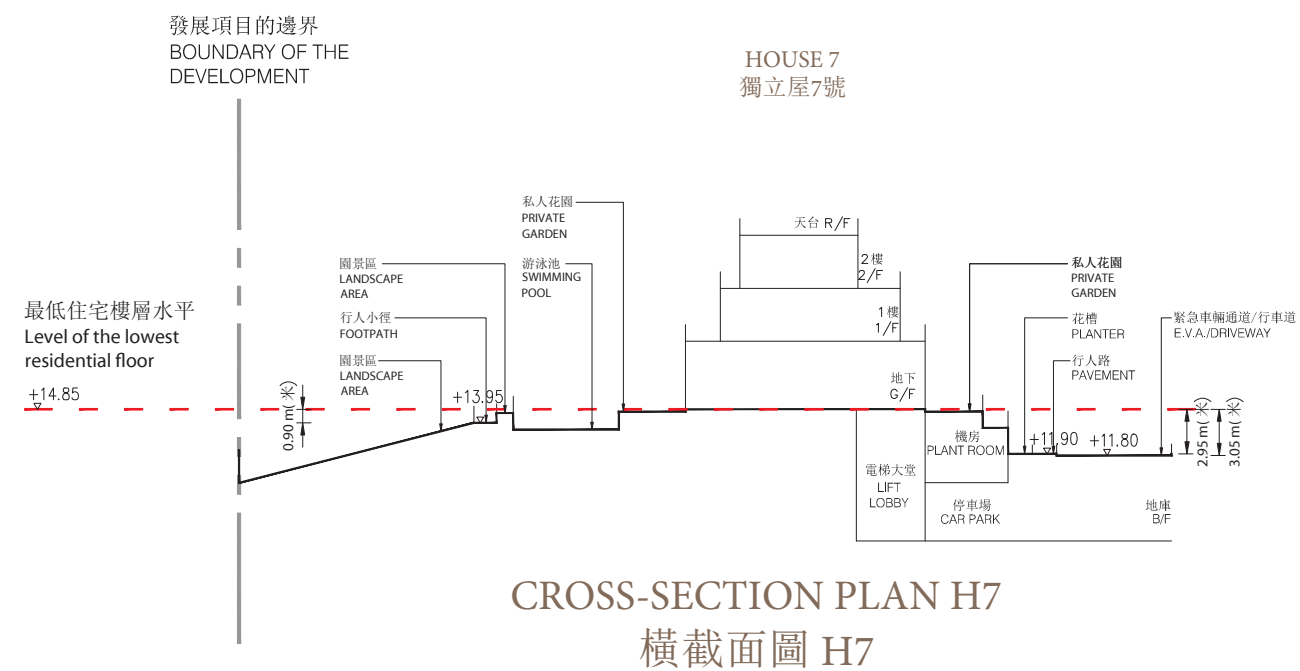 發展項目的邊界
BOUNDARY OF THE
DEVELOPMENT
HOUSE 7
獨立屋7號
私人花園
PRIVATE
GARDEN
天台 R/F
園景區
LANDSCAPE
AREA
游泳池
SWIMMING
POOL
2樓
2/F
私人花園
PRIVATE
GARDEN
最低住宅樓層水平
Level of the lowest
residential floor
行人小徑
FOOTPATH
1樓
1/F
花槽
PLANTER
緊急車輛通道/行車道
E.V.A./DRIVEWAY
園景區
LANDSCAPE
AREA
行人路
PAVEMENT
地下
G/F
+14.85
0.90 m(米)
+13.95
機房
PLANT ROOM
+11.90
+11.80
2.95 m(米)
3.05 m(米)
電梯大堂
LIFT
LOBBY
停車場
CAR PARK
地庫
B/F
CROSS-SECTION PLAN H7
橫截面圖 H7